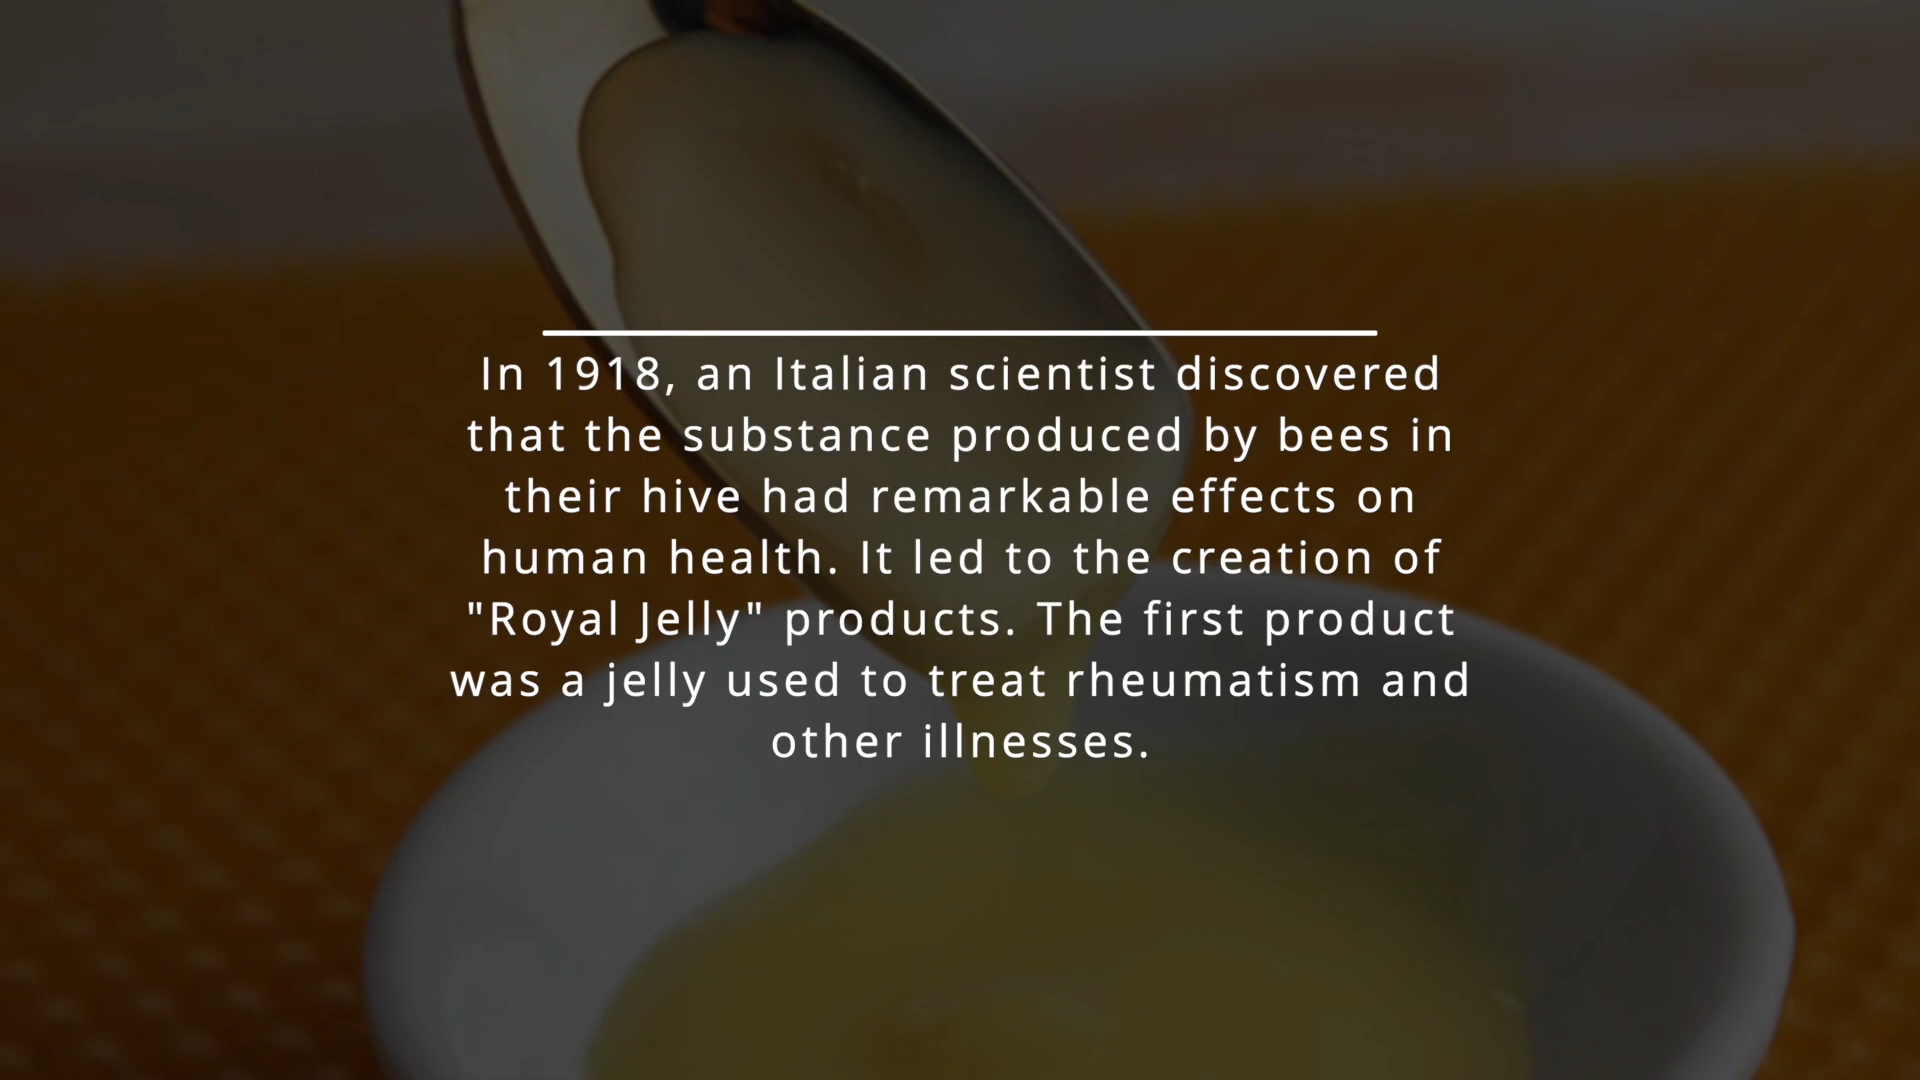 In 1918, an Italian scientist discovered
that the substance produced by bees in
their hive had remarkable effects on
human health. It led to the creation of
"Royal Jelly" products. The first product
was a jelly used to treat rheumatism and
other illnesses.